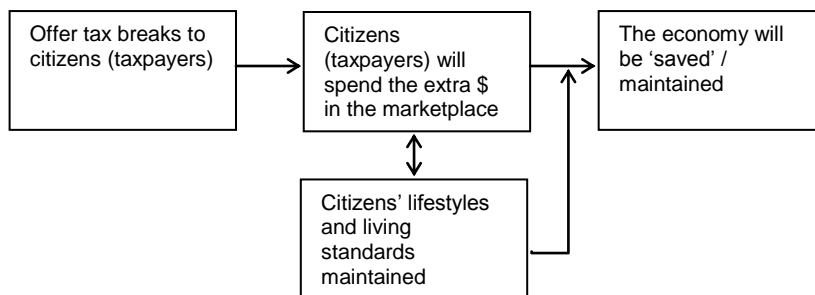 Offer tax breaks to
citizens (taxpayers)
Citizens
(taxpayers) will
spend the extra $
in the marketplace
The economy will
be ‘saved’ /
maintained
Citizens’ lifestyles
and living
standards
maintained